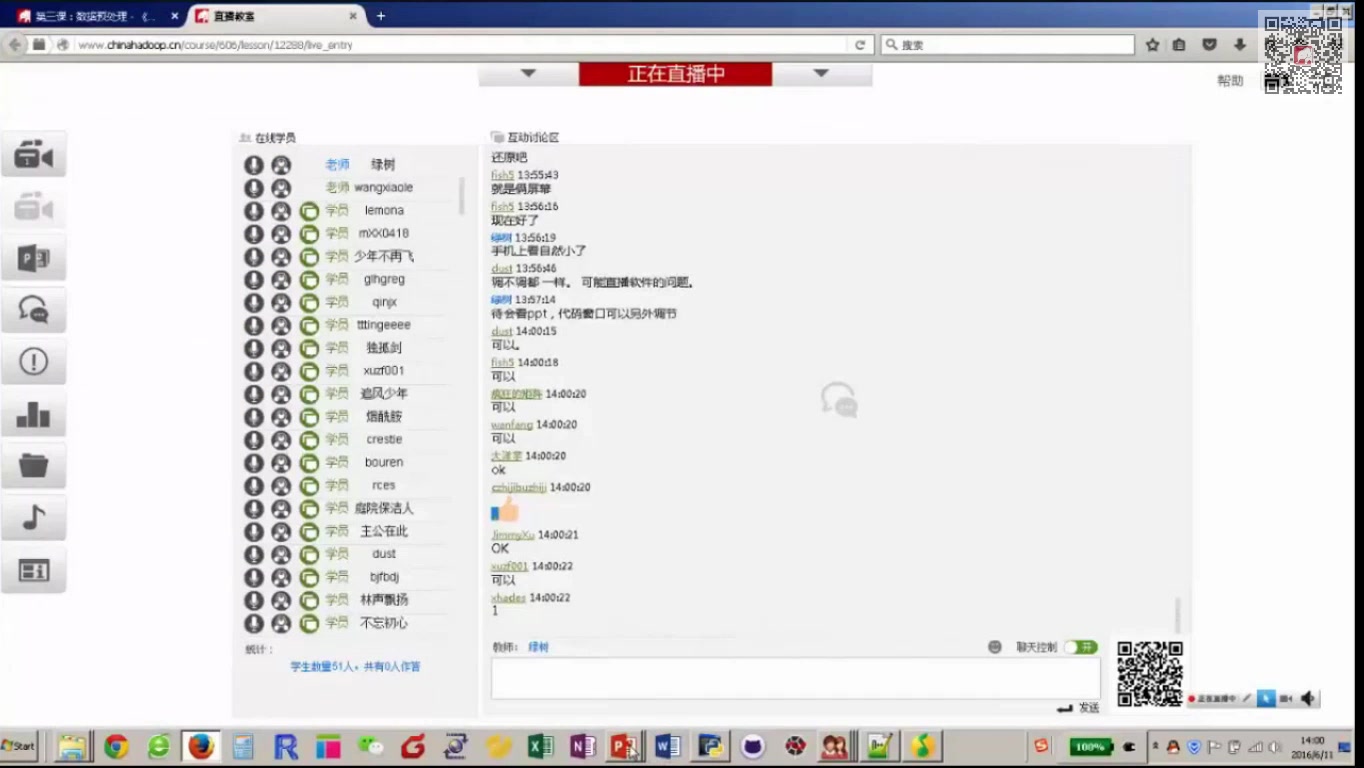 第三课：数据预处理 - 《...
直播教室
www.chinahadoop.cn/course/606/lesson/12288/live_entry
搜索
正在直播中
帮助
在线学员
老师 绿树
老师 wangxiaole
学员 lemona
学员 mXX0418
学员 少年不再飞
学员 glhgreg
学员 qinjx
学员 tttingeeee
学员 独孤剑
学员 xuzf001
学员 追风少年
学员 烟酰胺
学员 crestie
学员 bouren
学员 rces
学员 庭院保洁人
学员 主公在此
学员 dust
学员 bjfbdj
学员 林声飘扬
学员 不忘初心
统计：
学生数量51人，共有0人作答
互动讨论区
还原吧
fish5 13:55:43
就是俩屏幕
fish5 13:56:16
现在好了
绿树 13:56:19
手机上看自然小了
dust 13:56:46
调不调都一样。 可能直播软件的问题。
绿树 13:57:14
待会看ppt，代码窗口可以另外调节
dust 14:00:15
可以。
fish5 14:00:18
可以
疯狂的矩阵 14:00:20
可以
wanfang 14:00:20
可以
14:00:20
ok
czhijibuzhiji 14:00:20
JimmyXu 14:00:21
OK
xuzf001 14:00:22
可以
xhades 14:00:22
1
教师： 绿树
聊天控制 开
发送
正在直播中
Start
100%
14:00
2016/6/11